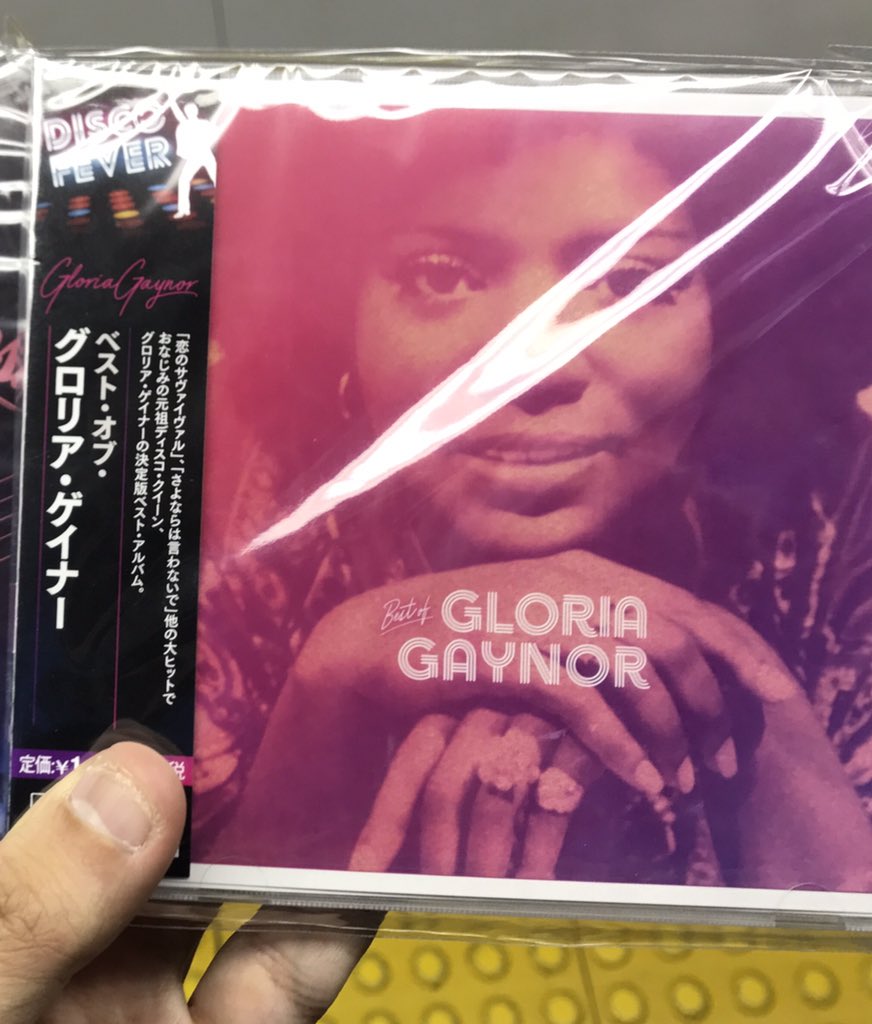 DISCO
FEVER
Gloria Gaynor
ベスト・オブ・
グロリア・ゲイナー
「恋のサヴァイヴァル」、「さよならは言わないで」他の大ヒットで
おなじみの元祖ディスコ・クイーン、
グロリア・ゲイナーの決定版ベスト・アルバム。
定価:¥1
Best of GLORIA
GAYNOR